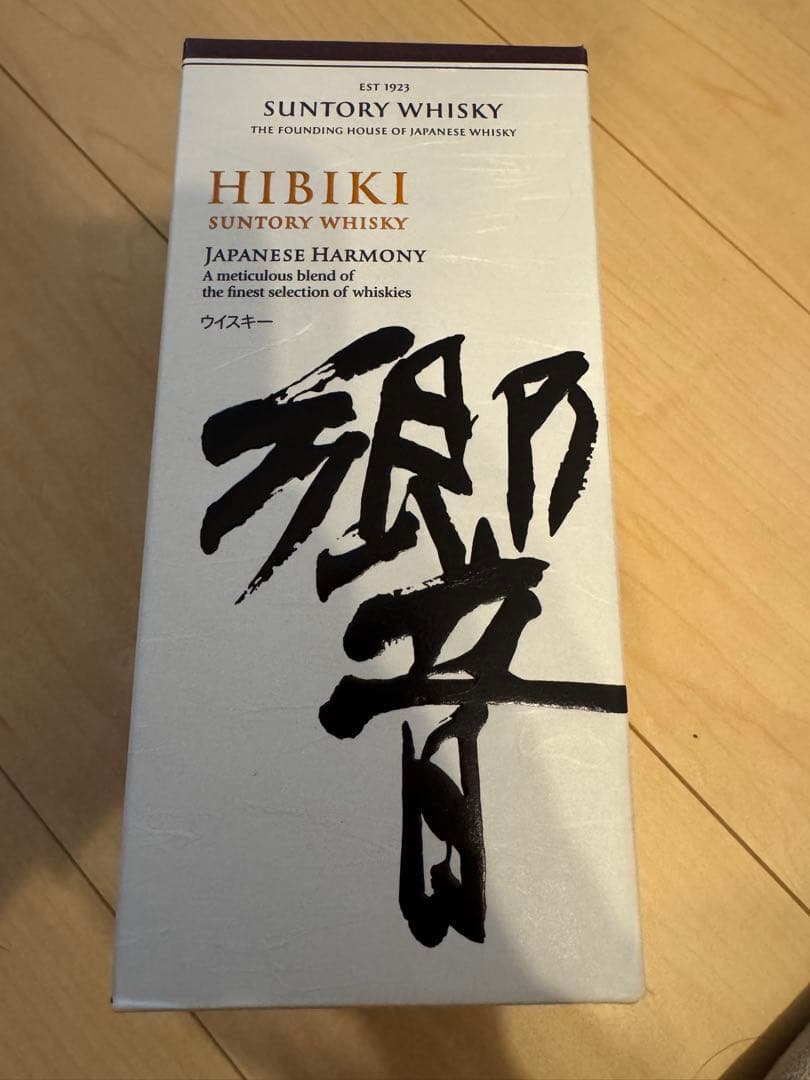 EST 1923
SUNTORY WHISKY
THE FOUNDING HOUSE OF JAPANESE WHISKY
HIBIKI
SUNTORY WHISKY
JAPANESE HARMONY
A meticulous blend of
the finest selection of whiskies
ウイスキー
響